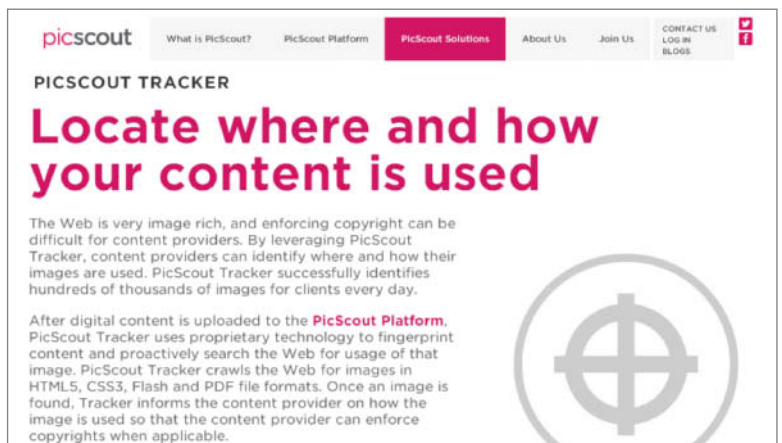 picscout
What is PicScout?
PicScout Platform
PicScout Solutions
About Us
Join Us
CONTACT US
LOG IN
BLOGS
PICSCOUT TRACKER
Locate where and how
your content is used
The Web is very image rich, and enforcing copyright can be
difficult for content providers. By leveraging PicScout
Tracker, content providers can identify where and how their
images are used. PicScout Tracker successfully identifies
hundreds of thousands of images for clients every day.
After digital content is uploaded to the PicScout Platform,
PicScout Tracker uses proprietary technology to fingerprint
content and proactively search the Web for usage of that
image. PicScout Tracker crawls the Web for images in
HTML5, CSS3, Flash and PDF file formats. Once an image is
found, Tracker informs the content provider on how the
image is used so that the content provider can enforce
copyrights when applicable.